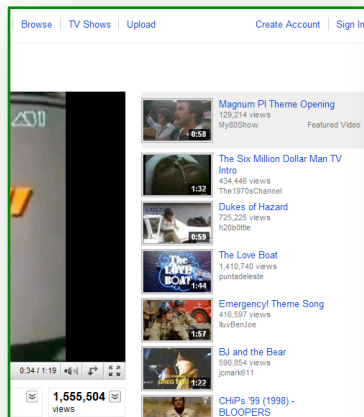 Browse TV Shows Upload Create Account Sign In
Magnum PI Theme Opening
129,214 views
My80Show Featured Video
0:58
The Six Million Dollar Man TV
Intro
434,446 views
The1970sChannel
1:32
Dukes of Hazard
725,225 views
h20b0ttle
0:59
The Love Boat
1,410,740 views
puntadeleste
The
LOVE
BOAT
1:44
Emergency! Theme Song
416,597 views
IluvBenJoe
1:57
BJ and the Bear
590,854 views
jcmark611
1:22
CHiPs '99 (1998) -
BLOOPERS
0:34 / 1:19
1,555,504
views